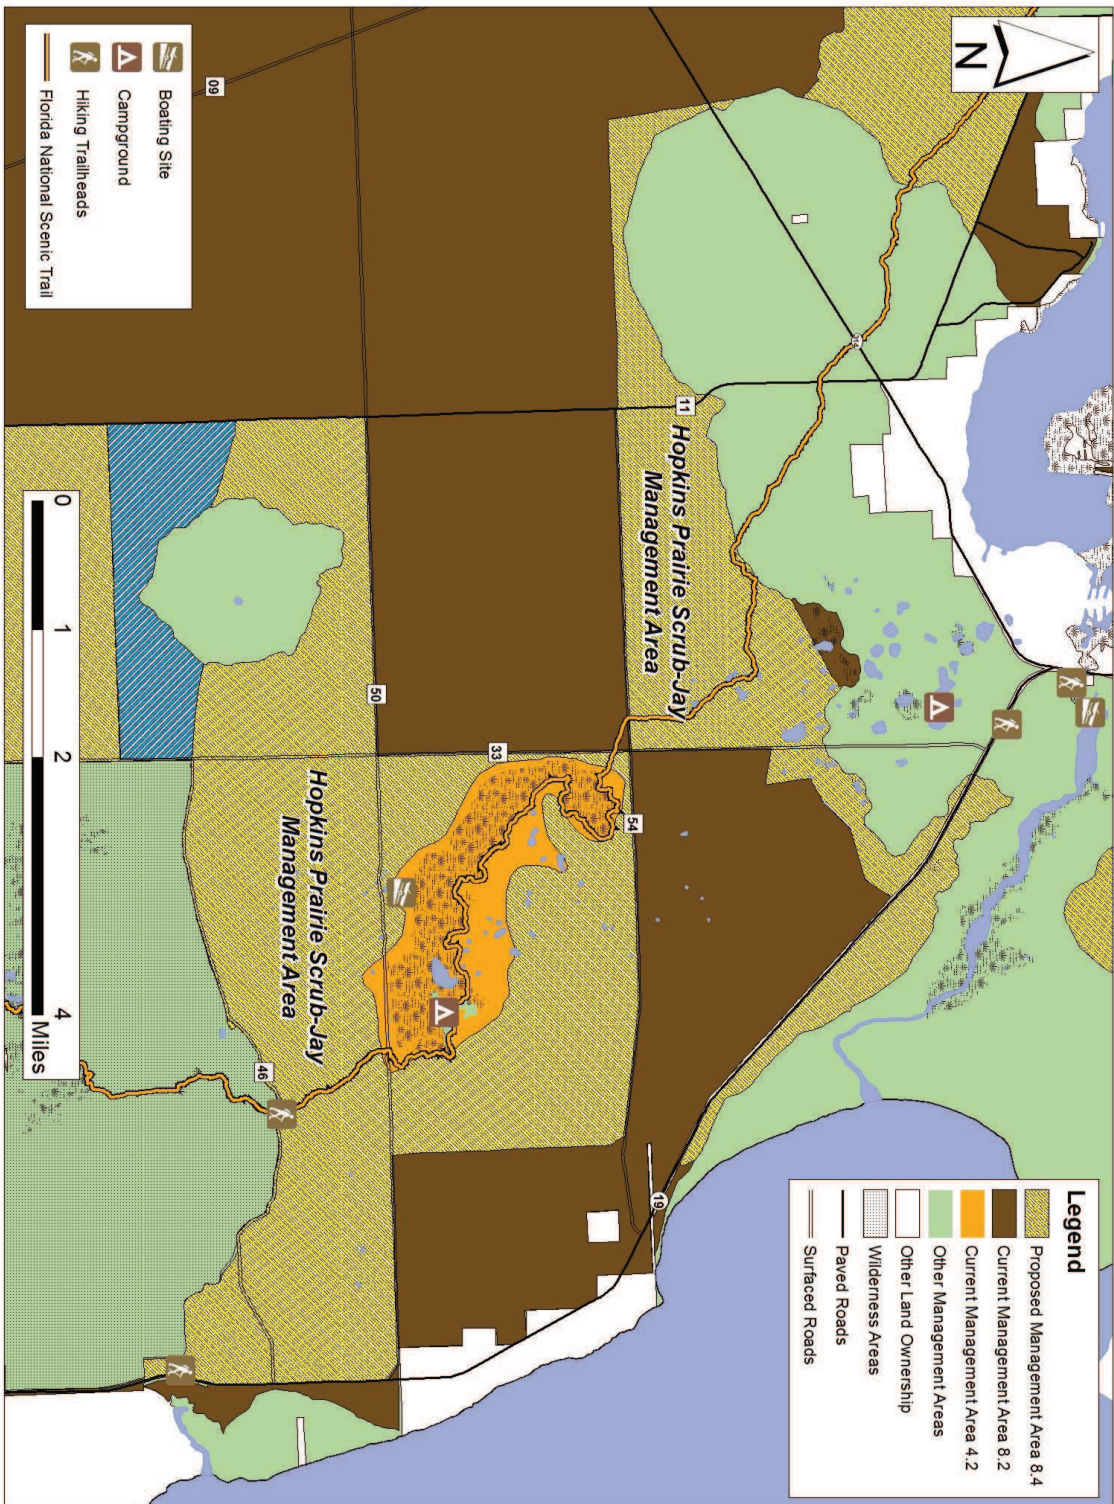 N
Legend
Proposed Management Area 8.4
Current Management Area 8.2
Current Management Area 4.2
Other Management Areas
Other Land Ownership
Wilderness Areas
Paved Roads
Surfaced Roads
314
11
Hopkins Prairie Scrub-Jay
Management Area
19
54
33
50
Hopkins Prairie Scrub-Jay
Management Area
46
09
Boating Site
Campground
Hiking Trailheads
Florida National Scenic Trail
0 1 2 4
Miles